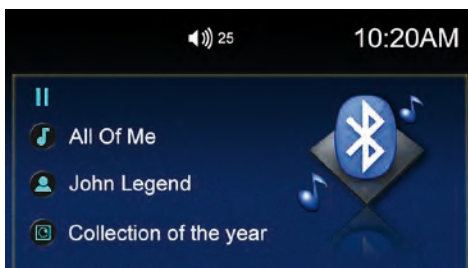 25
10:20AM
All Of Me
John Legend
Collection of the year